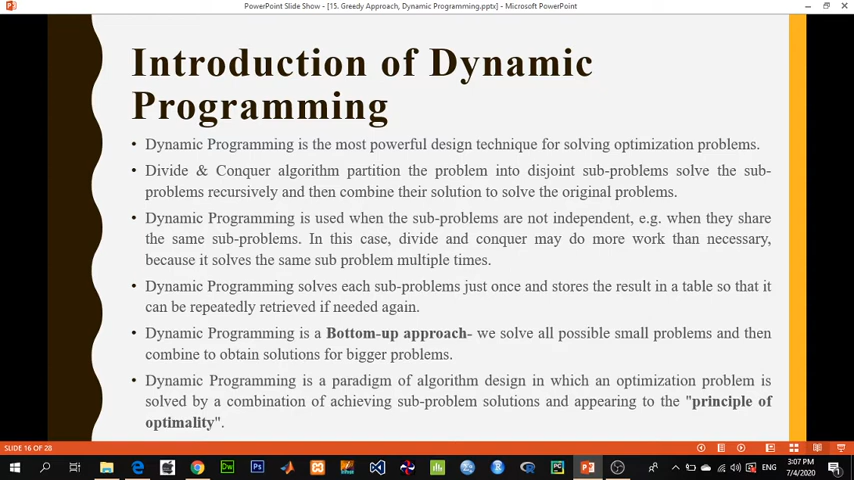 PowerPoint Slide Show - [15. Greedy Approach, Dynamic Programming.pptx] - Microsoft PowerPoint
Introduction of Dynamic
Programming
• Dynamic Programming is the most powerful design technique for solving optimization problems.
• Divide & Conquer algorithm partition the problem into disjoint sub-problems solve the sub-
problems recursively and then combine their solution to solve the original problems.
• Dynamic Programming is used when the sub-problems are not independent, e.g. when they share
the same sub-problems. In this case, divide and conquer may do more work than necessary,
because it solves the same sub problem multiple times.
• Dynamic Programming solves each sub-problems just once and stores the result in a table so that it
can be repeatedly retrieved if needed again.
• Dynamic Programming is a Bottom-up approach- we solve all possible small problems and then
combine to obtain solutions for bigger problems.
• Dynamic Programming is a paradigm of algorithm design in which an optimization problem is
solved by a combination of achieving sub-problem solutions and appearing to the "principle of
optimality".
SLIDE 16 OF 28
Dw
Ps
R
PC
ENG
3:07 PM
7/4/2020